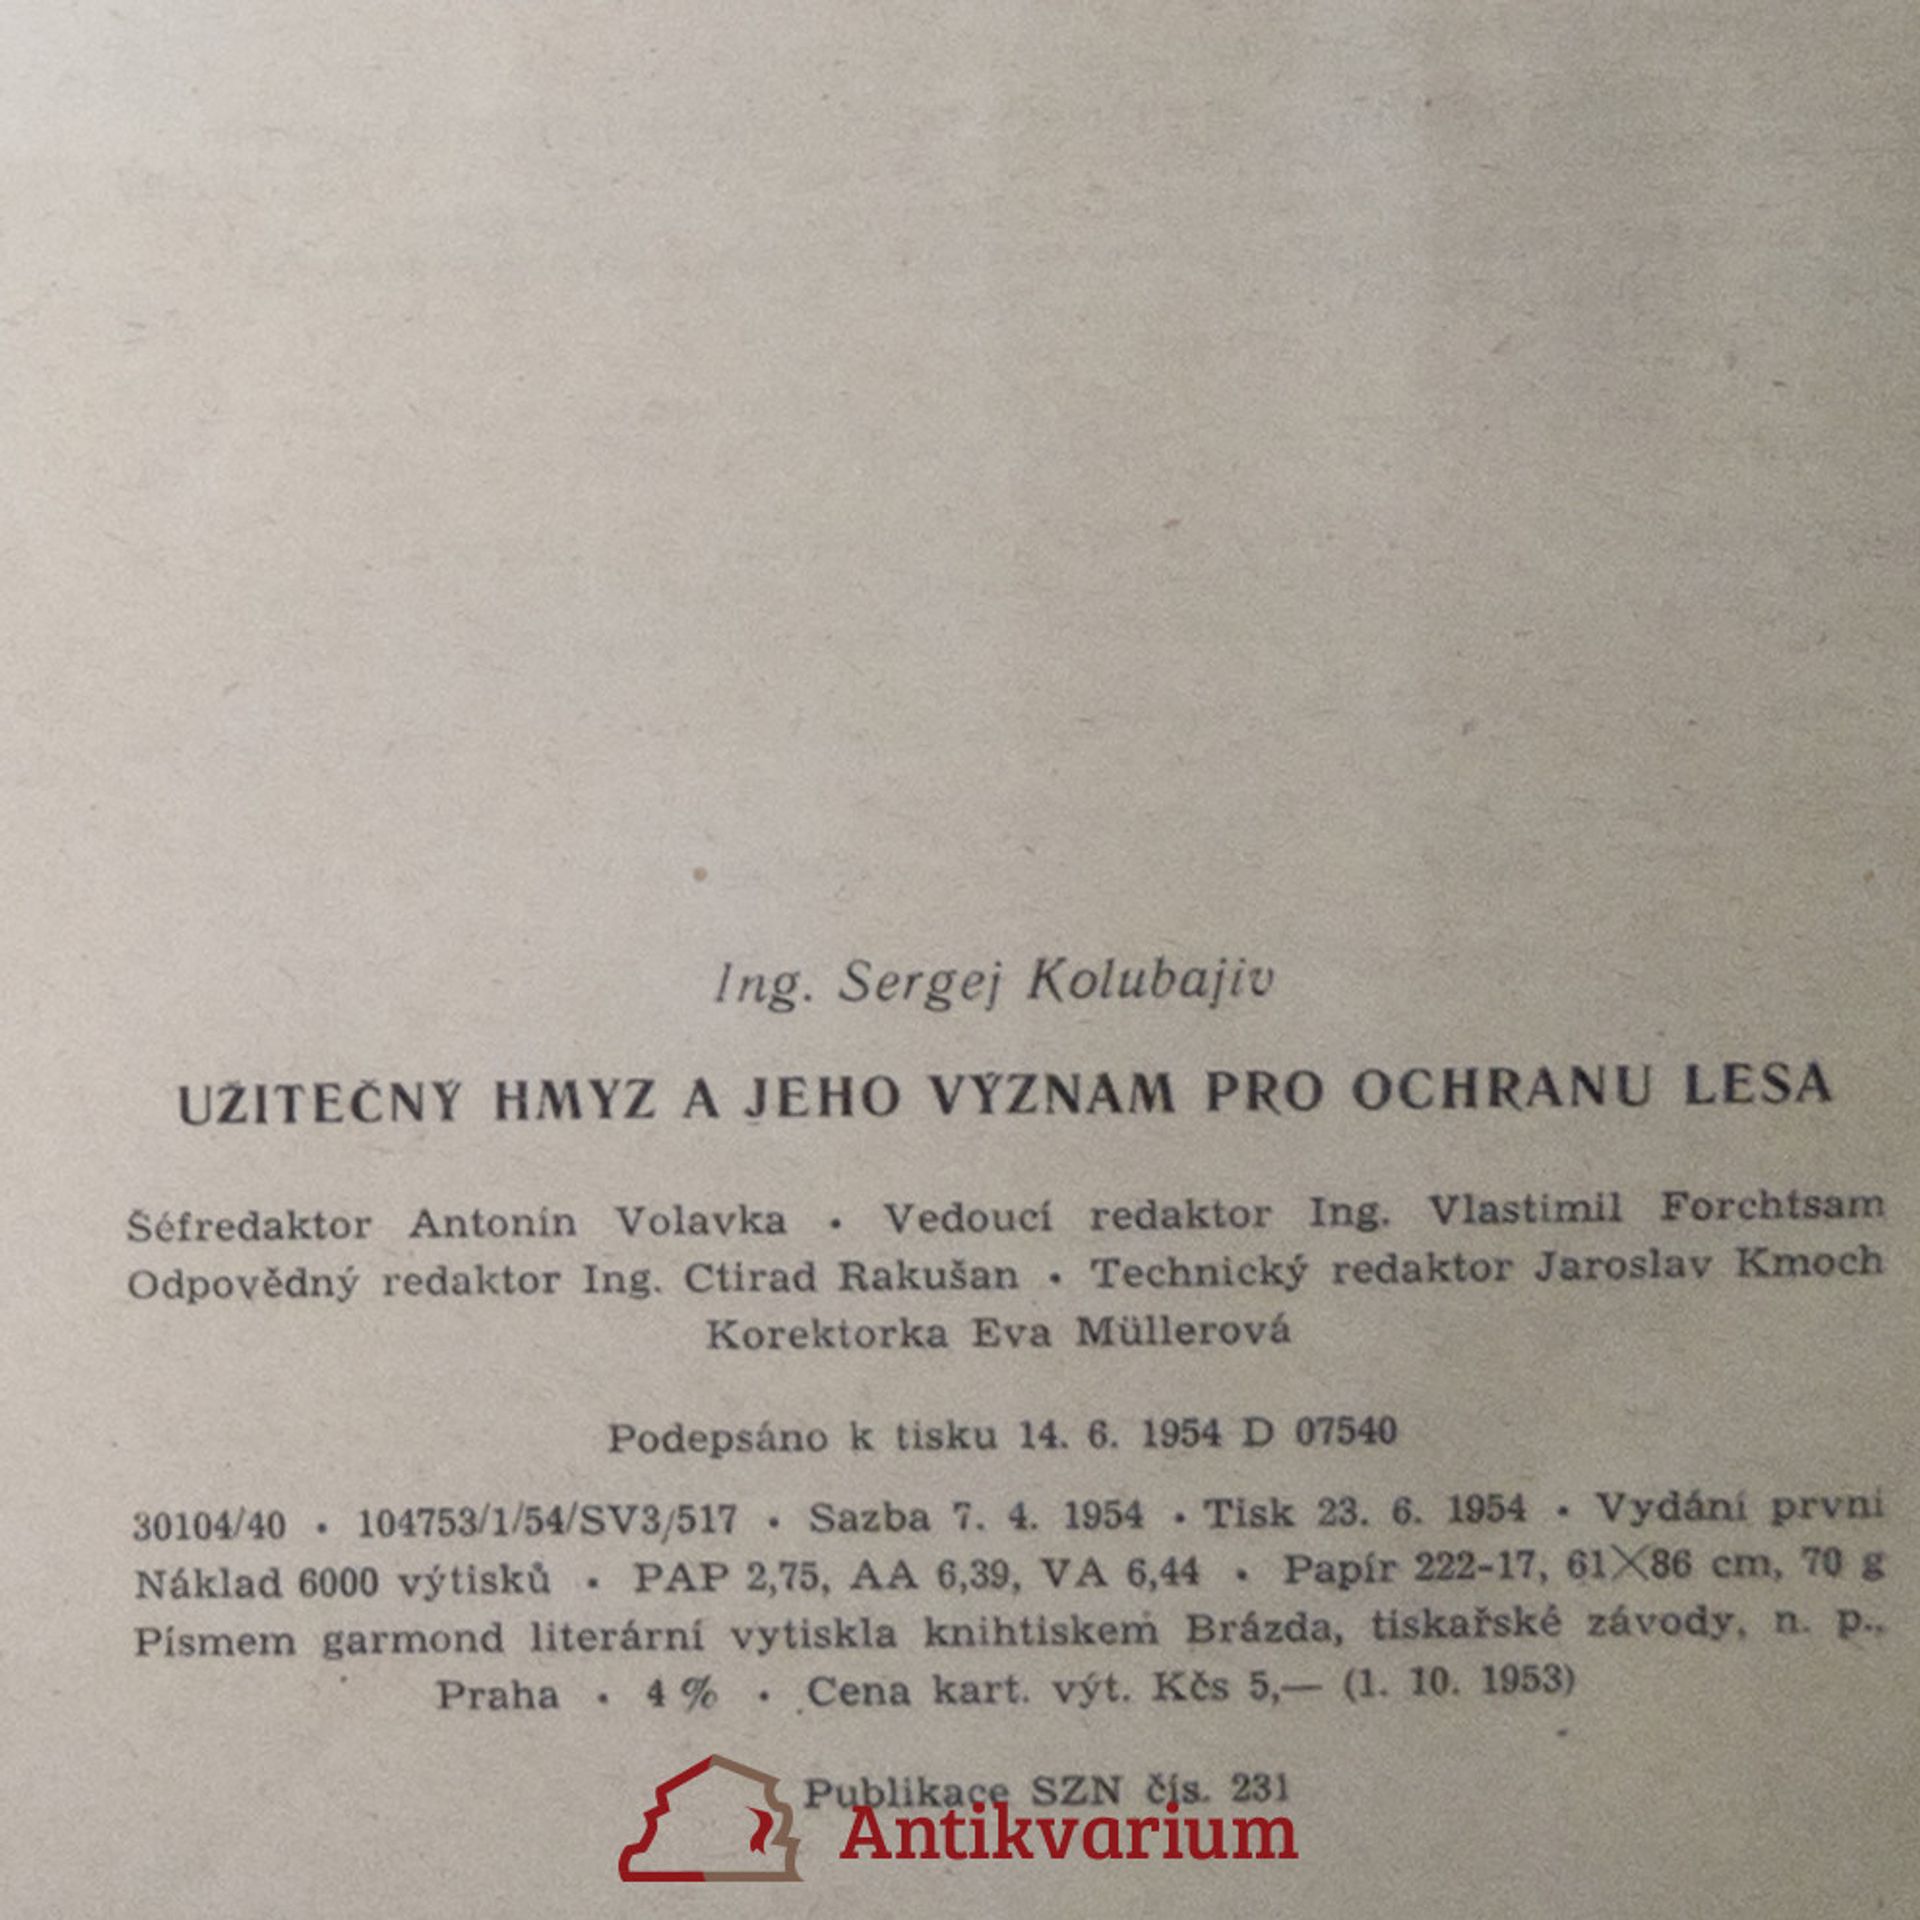 Ing. Sergej Kolubajiv
UŽITEČNÝ HMYZ A JEHO VÝZNAM PRO OCHRANU LESA
Šéfredaktor Antonín Volavka • Vedoucí redaktor Ing. Vlastimil Forchtsam
Odpovědný redaktor Ing. Ctirad Rakušan • Technický redaktor Jaroslav Kmoch
Korektorka Eva Müllerová
Podepsáno k tisku 14. 6. 1954 D 07540
30104/40 • 104753/1/54/SV3/517 • Sazba 7. 4. 1954 • Tisk 23. 6. 1954 • Vydání první
Náklad 6000 výtisků • PAP 2,75, AA 6,39, VA 6,44 • Papír 222-17, 61×86 cm, 70 g
Písmem garmond literární vytiskla knihtiskem Brázda, tiskařské závody, n. p.,
Praha • 4 % • Cena kart. výt. Kčs 5,— (1. 10. 1953)
Publikace SZN čís. 231
Antikvarium